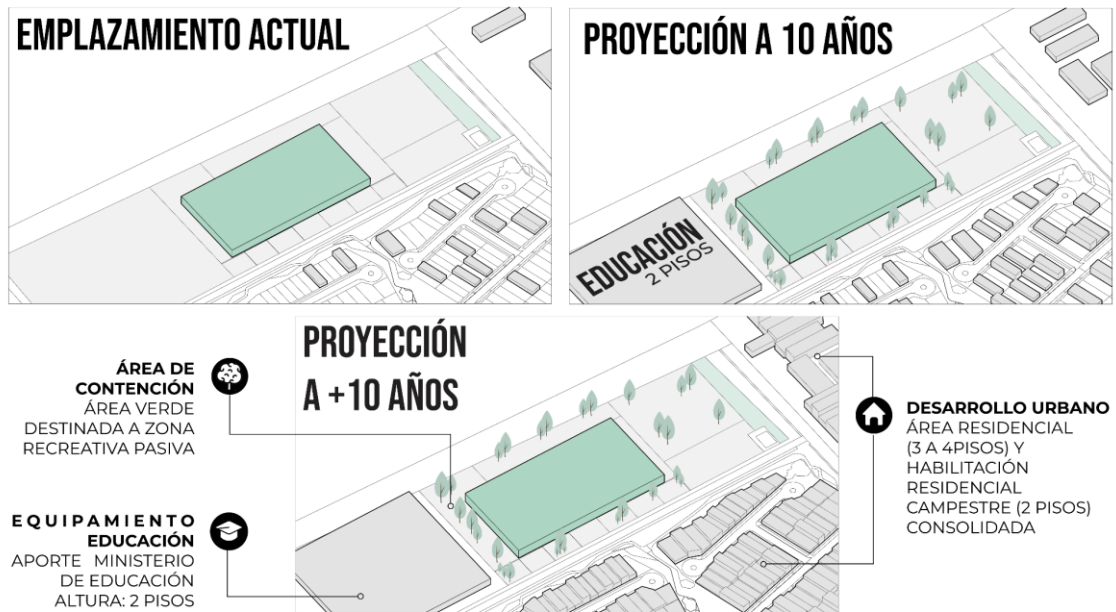 EMPLAZAMIENTO ACTUAL
PROYECCIÓN A 10 AÑOS
EDUCACIÓN
2 PISOS
PROYECCIÓN
A +10 AÑOS
ÁREA DE
CONTENCIÓN
ÁREA VERDE
DESTINADA A ZONA
RECREATIVA PASIVA
EQUIPAMIENTO
EDUCACIÓN
APORTE MINISTERIO
DE EDUCACIÓN
ALTURA: 2 PISOS
DESARROLLO URBANO
ÁREA RESIDENCIAL
(3 A 4PISOS) Y
HABILITACIÓN
RESIDENCIAL
CAMPESTRE (2 PISOS)
CONSOLIDADA